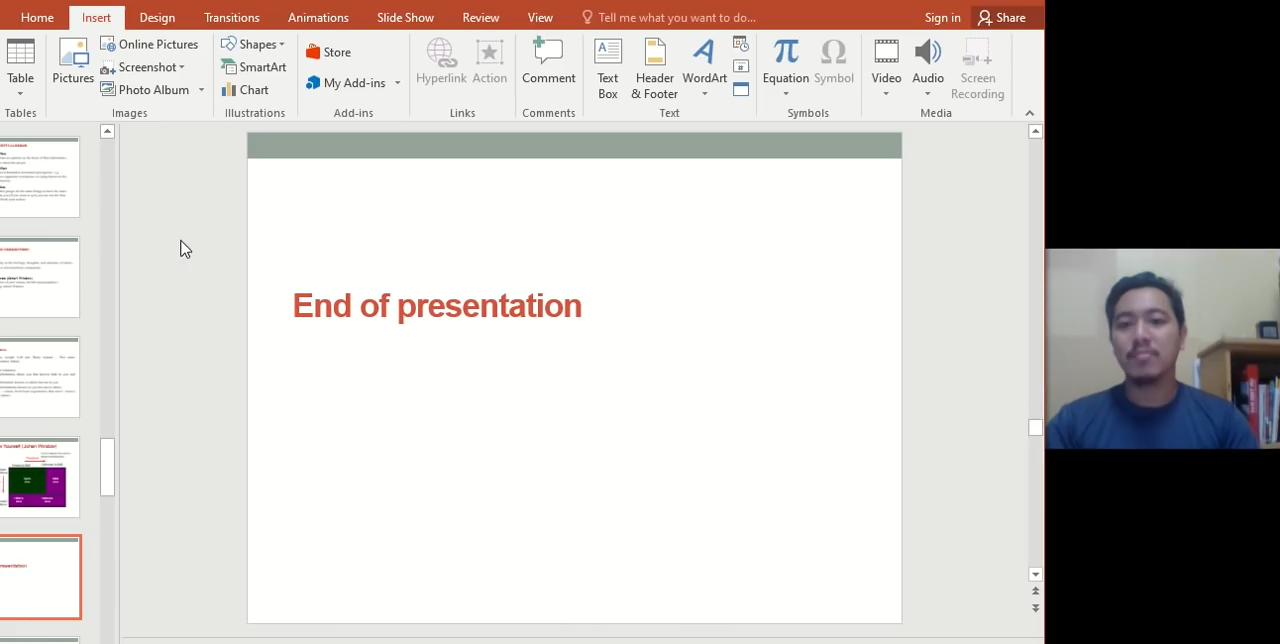 Home Insert Design Transitions Animations Slide Show Review View Tell me what you want to do... Sign in Share
Table
Pictures
Online Pictures
Screenshot
Photo Album
Shapes
SmartArt
Chart
Store
My Add-ins
Hyperlink Action
Comment
Text Box
Header & Footer
WordArt
Equation Symbol
Video Audio
Screen Recording
Tables Images Illustrations Add-ins Links Comments Text Symbols Media
End of presentation